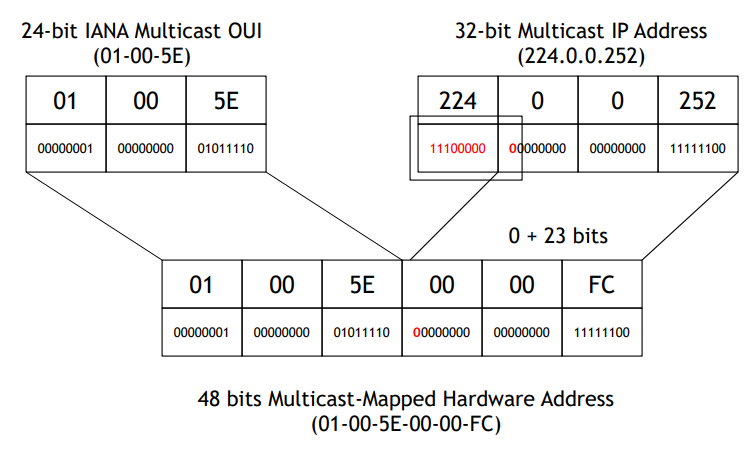 24-bit IANA Multicast OUI
(01-00-5E)
32-bit Multicast IP Address
(224.0.0.252)
01 00 5E
00000001 00000000 01011110
224 0 0 252
11100000 00000000 00000000 11111100
0 + 23 bits
01 00 5E 00 00 FC
00000001 00000000 01011110 00000000 00000000 11111100
48 bits Multicast-Mapped Hardware Address
(01-00-5E-00-00-FC)